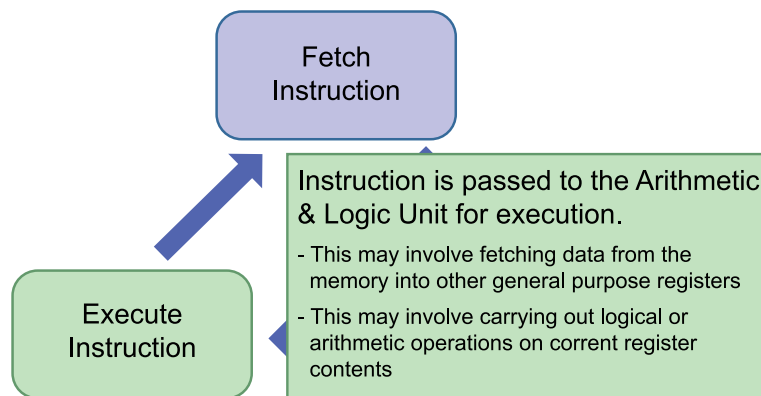 Fetch
Instruction
Instruction is passed to the Arithmetic
& Logic Unit for execution.
- This may involve fetching data from the
memory into other general purpose registers
- This may involve carrying out logical or
arithmetic operations on corrent register
contents
Execute
Instruction